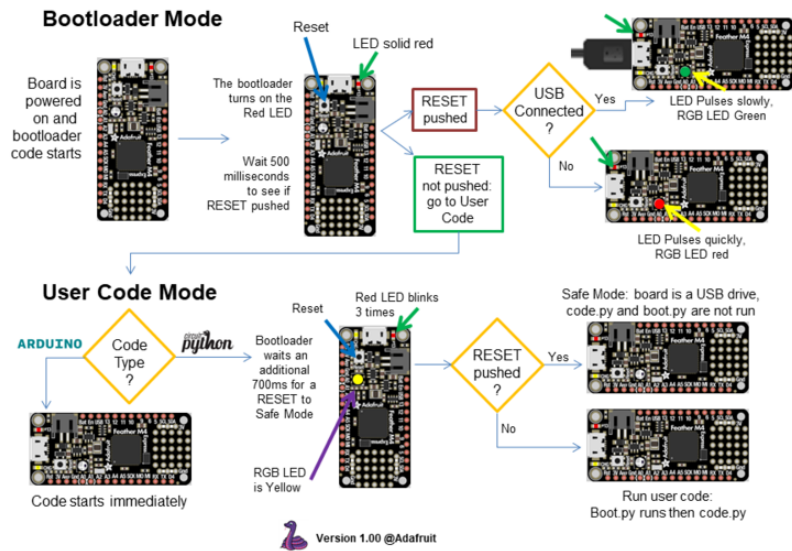 Bootloader Mode
Board is
powered
on and
bootloader
code starts
Reset
LED solid red
The bootloader
turns on the
Red LED
Wait 500
milliseconds
to see if
RESET pushed
RESET
pushed
RESET
not pushed:
go to User
Code
USB
Connected
?
Yes
No
LED Pulses slowly,
RGB LED Green
LED Pulses quickly,
RGB LED red
User Code Mode
ARDUINO
Code
Type
?
circuit
python
Code starts immediately
Bootloader
waits an
additional
700ms for a
RESET to
Safe Mode
Reset
Red LED blinks
3 times
RGB LED
is Yellow
RESET
pushed
?
Yes
No
Safe Mode: board is a USB drive,
code.py and boot.py are not run
Run user code:
Boot.py runs then code.py
Adafruit
Feather M4
Express
Version 1.00 @Adafruit